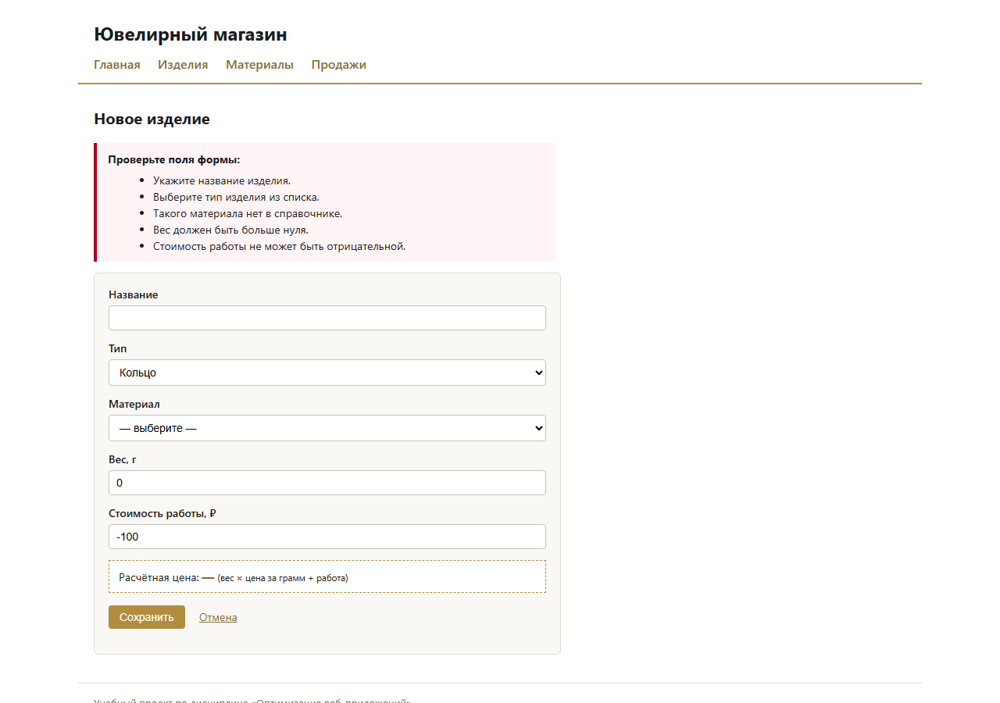 Ювелирный магазин
Главная Изделия Материалы Продажи
Новое изделие
Проверьте поля формы:
Укажите название изделия.
Выберите тип изделия из списка.
Такого материала нет в справочнике.
Вес должен быть больше нуля.
Стоимость работы не может быть отрицательной.
Название
Тип
Кольцо
Материал
— выберите —
Вес, г
0
Стоимость работы, ₽
-100
Расчётная цена: — (вес × цена за грамм + работа)
Сохранить Отмена
Учебный проект по дисциплине «Оптимизация веб-приложений»